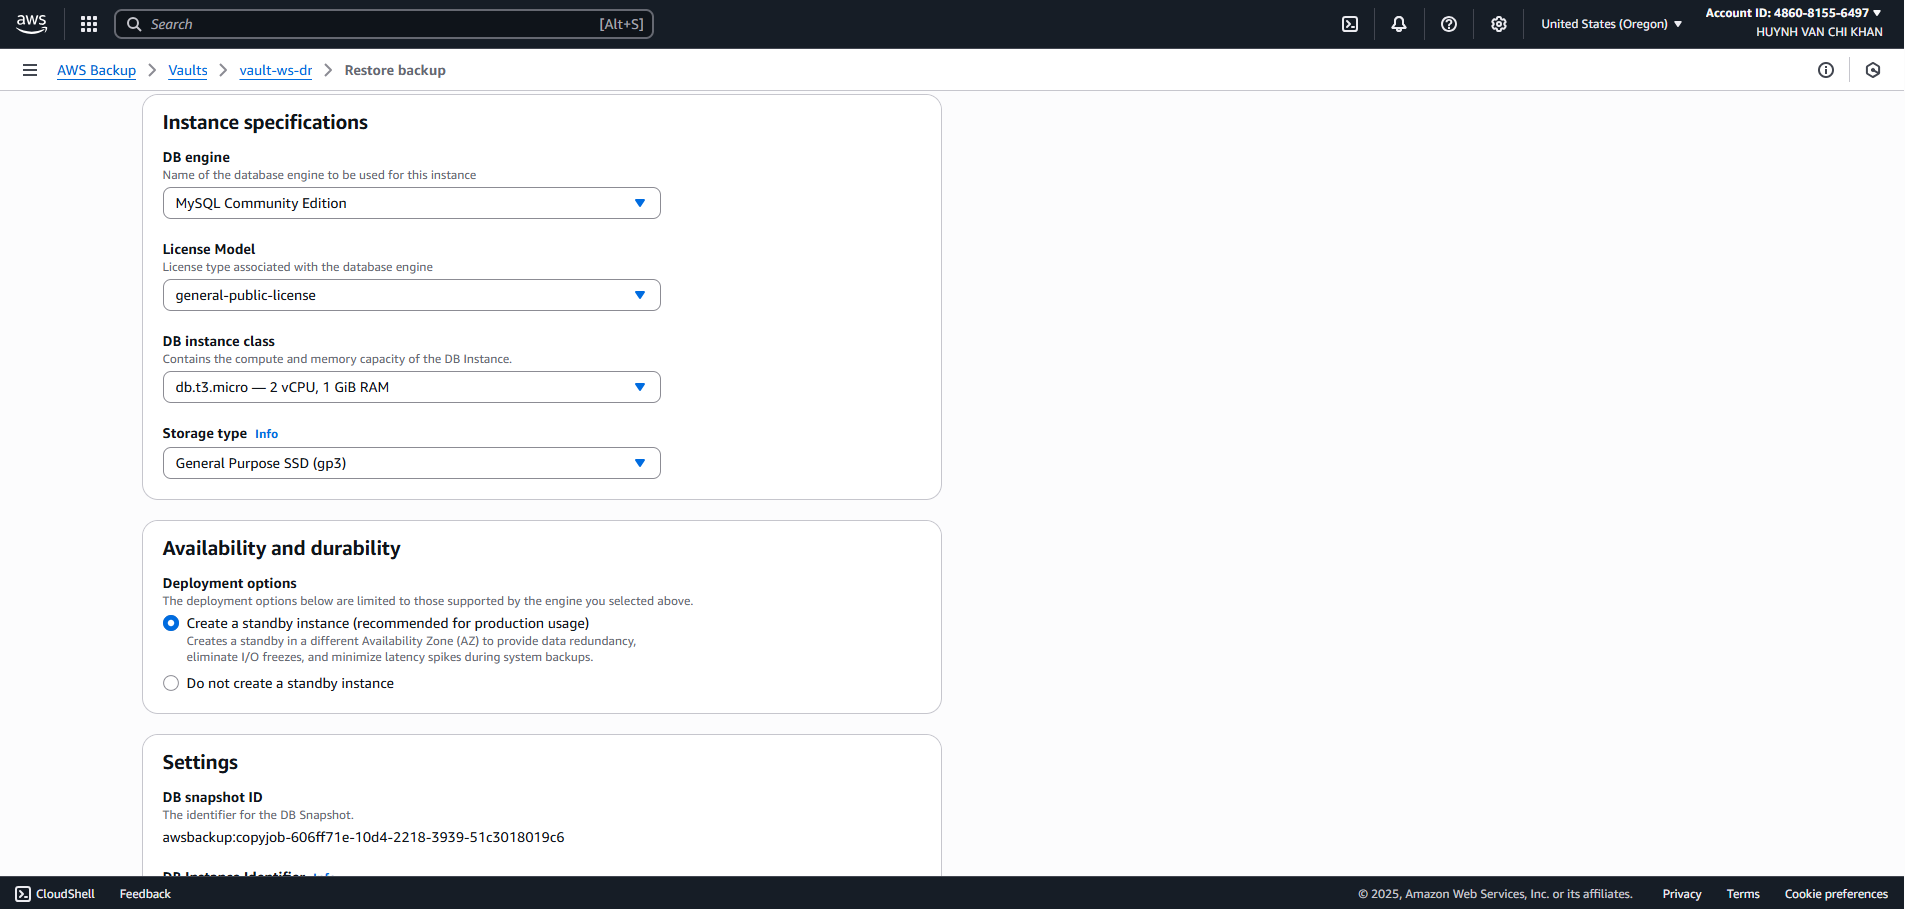 aws
Search
[Alt+S]
United States (Oregon)
Account ID: 4860-8155-6497
HUYNH VAN CHI KHAN
AWS Backup
Vaults
vault-ws-dr
Restore backup
Instance specifications
DB engine
Name of the database engine to be used for this instance
MySQL Community Edition
License Model
License type associated with the database engine
general-public-license
DB instance class
Contains the compute and memory capacity of the DB Instance.
db.t3.micro — 2 vCPU, 1 GiB RAM
Storage type Info
General Purpose SSD (gp3)
Availability and durability
Deployment options
The deployment options below are limited to those supported by the engine you selected above.
Create a standby instance (recommended for production usage)
Creates a standby in a different Availability Zone (AZ) to provide data redundancy,
eliminate I/O freezes, and minimize latency spikes during system backups.
Do not create a standby instance
Settings
DB snapshot ID
The identifier for the DB Snapshot.
awsbackup:copyjob-606ff71e-10d4-2218-3939-51c3018019c6
DB Instance Identifier Info
CloudShell
Feedback
© 2025, Amazon Web Services, Inc. or its affiliates.
Privacy
Terms
Cookie preferences